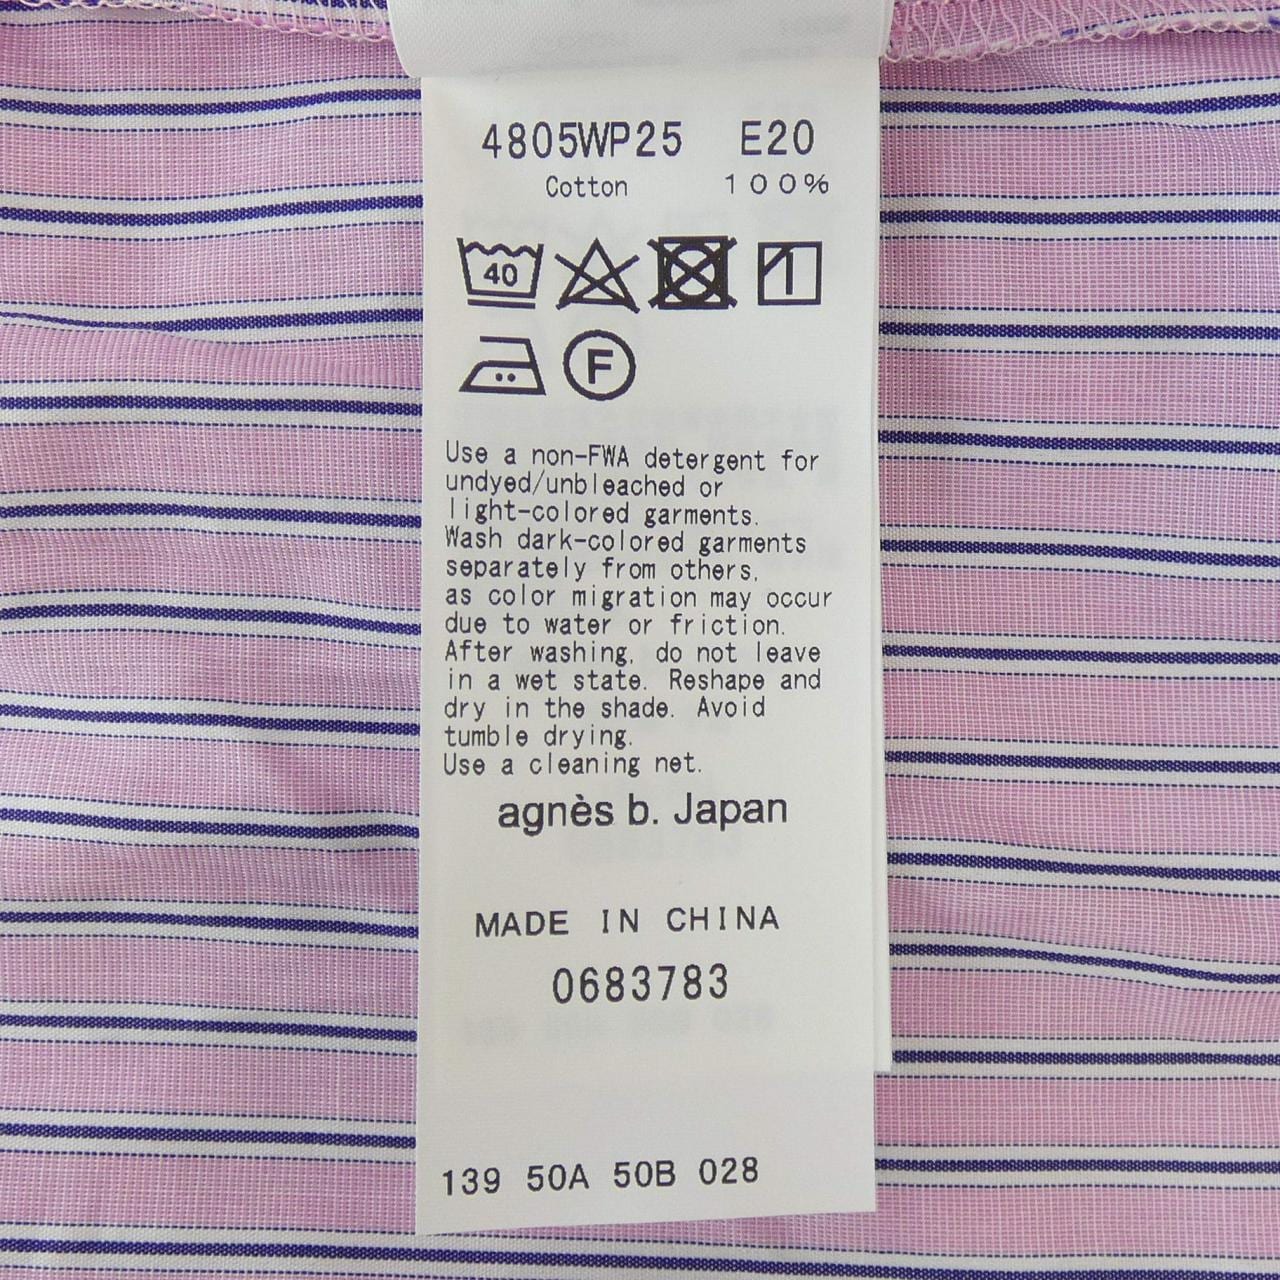 4805WP25 E20
Cotton 100%
40
F
Use a non-FWA detergent for
undyed/unbleached or
light-colored garments.
Wash dark-colored garments
separately from others,
as color migration may occur
due to water or friction.
After washing, do not leave
in a wet state. Reshape and
dry in the shade. Avoid
tumble drying.
Use a cleaning net.
agnès b. Japan
MADE IN CHINA
0683783
139 50A 50B 028